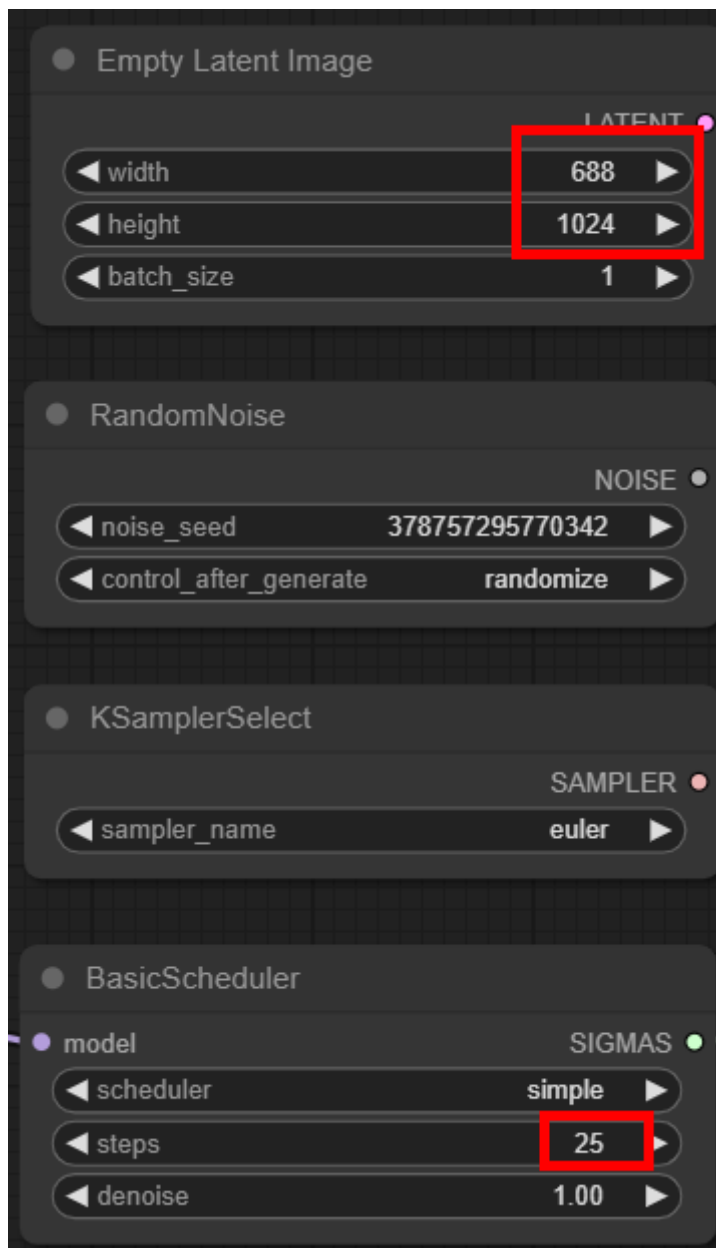 Empty Latent Image
LATENT
width 688
height 1024
batch_size 1
RandomNoise
NOISE
noise_seed 378757295770342
control_after_generate randomize
KSamplerSelect
SAMPLER
sampler_name euler
BasicScheduler
model SIGMAS
scheduler simple
steps 25
denoise 1.00